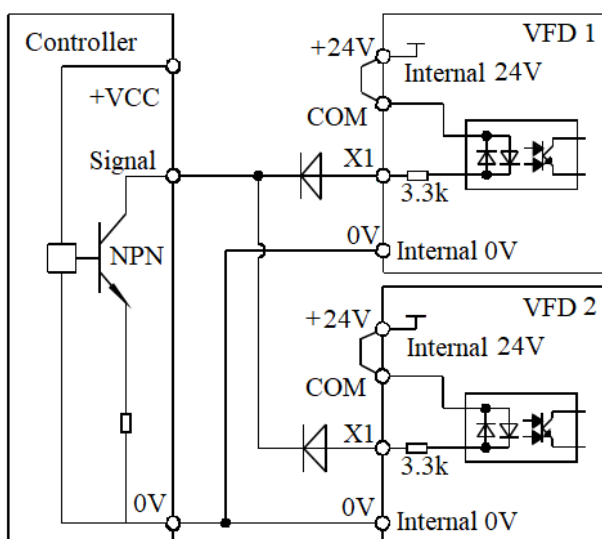 Controller
+VCC
Signal
NPN
0V
VFD 1
+24V
Internal 24V
COM
X1
3.3k
0V
Internal 0V
VFD 2
+24V
Internal 24V
COM
X1
3.3k
0V
Internal 0V